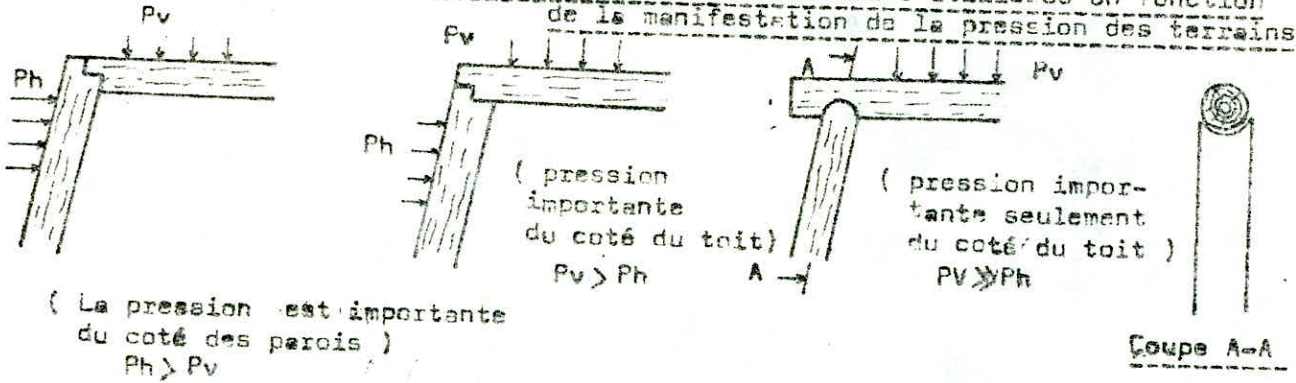 en fonction
de la manifestation de la pression des terrains
Pv
Ph
( La pression est importante
du coté des parois )
Ph > Pv
Pv
Ph
( pression
importante
du coté du toit)
Pv > Ph
A
Pv
( pression impor-
tante seulement
du coté du toit )
PV ≫ Ph
A
Coupe A-A